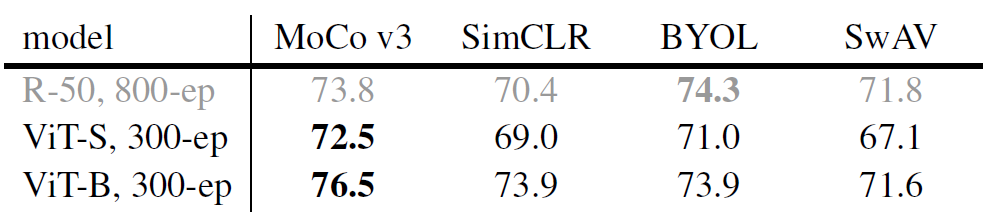 model MoCo v3 SimCLR BYOL SwAV
R-50, 800-ep 73.8 70.4 74.3 71.8
ViT-S, 300-ep 72.5 69.0 71.0 67.1
ViT-B, 300-ep 76.5 73.9 73.9 71.6